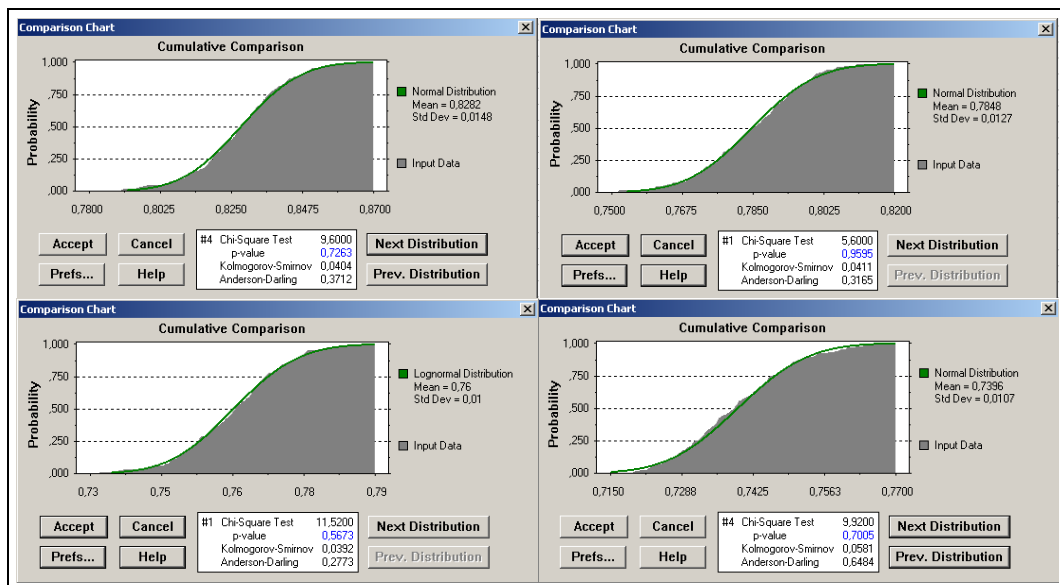 Comparison Chart
Cumulative Comparison
Probability
1,000
,750
,500
,250
,000
0,7800 0,8025 0,8250 0,8475 0,8700
Normal Distribution
Mean = 0,8282
Std Dev = 0,0148
Input Data
Accept Cancel
Prefs... Help
#4 Chi-Square Test 9,6000
p-value 0,7263
Kolmogorov-Smirnov 0,0404
Anderson-Darling 0,3712
Next Distribution
Prev. Distribution
Comparison Chart
Cumulative Comparison
Probability
1,000
,750
,500
,250
,000
0,7500 0,7675 0,7850 0,8025 0,8200
Normal Distribution
Mean = 0,7848
Std Dev = 0,0127
Input Data
Accept Cancel
Prefs... Help
#1 Chi-Square Test 5,6000
p-value 0,9595
Kolmogorov-Smirnov 0,0411
Anderson-Darling 0,3165
Next Distribution
Prev. Distribution
Comparison Chart
Cumulative Comparison
Probability
1,000
,750
,500
,250
,000
0,73 0,75 0,76 0,78 0,79
Lognormal Distribution
Mean = 0,76
Std Dev = 0,01
Input Data
Accept Cancel
Prefs... Help
#1 Chi-Square Test 11,5200
p-value 0,5673
Kolmogorov-Smirnov 0,0392
Anderson-Darling 0,2773
Next Distribution
Prev. Distribution
Comparison Chart
Cumulative Comparison
Probability
1,000
,750
,500
,250
,000
0,7150 0,7288 0,7425 0,7563 0,7700
Normal Distribution
Mean = 0,7396
Std Dev = 0,0107
Input Data
Accept Cancel
Prefs... Help
#4 Chi-Square Test 9,9200
p-value 0,7005
Kolmogorov-Smirnov 0,0581
Anderson-Darling 0,6484
Next Distribution
Prev. Distribution